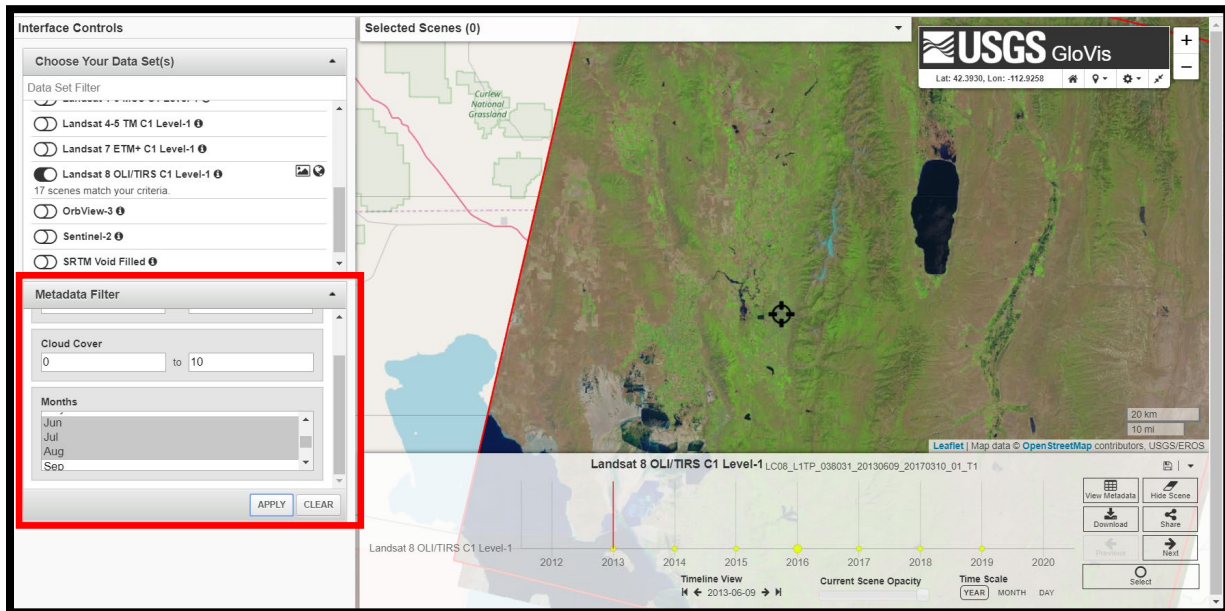 Interface Controls
Choose Your Data Set(s)
Data Set Filter
Landsat 4-5 TM C1 Level-1
Landsat 7 ETM+ C1 Level-1
Landsat 8 OLI/TIRS C1 Level-1
17 scenes match your criteria.
OrbView-3
Sentinel-2
SRTM Void Filled
Metadata Filter
Cloud Cover
0 to 10
Months
Jun
Jul
Aug
Sep
APPLY CLEAR
Selected Scenes (0)
Curlew
National
Grassland
USGS GloVis
Lat: 42.3930, Lon: -112.9258
+
−
20 km
10 mi
Leaflet | Map data © OpenStreetMap contributors, USGS/EROS
Landsat 8 OLI/TIRS C1 Level-1 LC08_L1TP_038031_20130609_20170310_01_T1
Landsat 8 OLI/TIRS C1 Level-1
2012 2013 2014 2015 2016 2017 2018 2019 2020
Timeline View
2013-06-09
Current Scene Opacity
Time Scale
YEAR MONTH DAY
View Metadata
Hide Scene
Download
Share
Previous
Next
Select